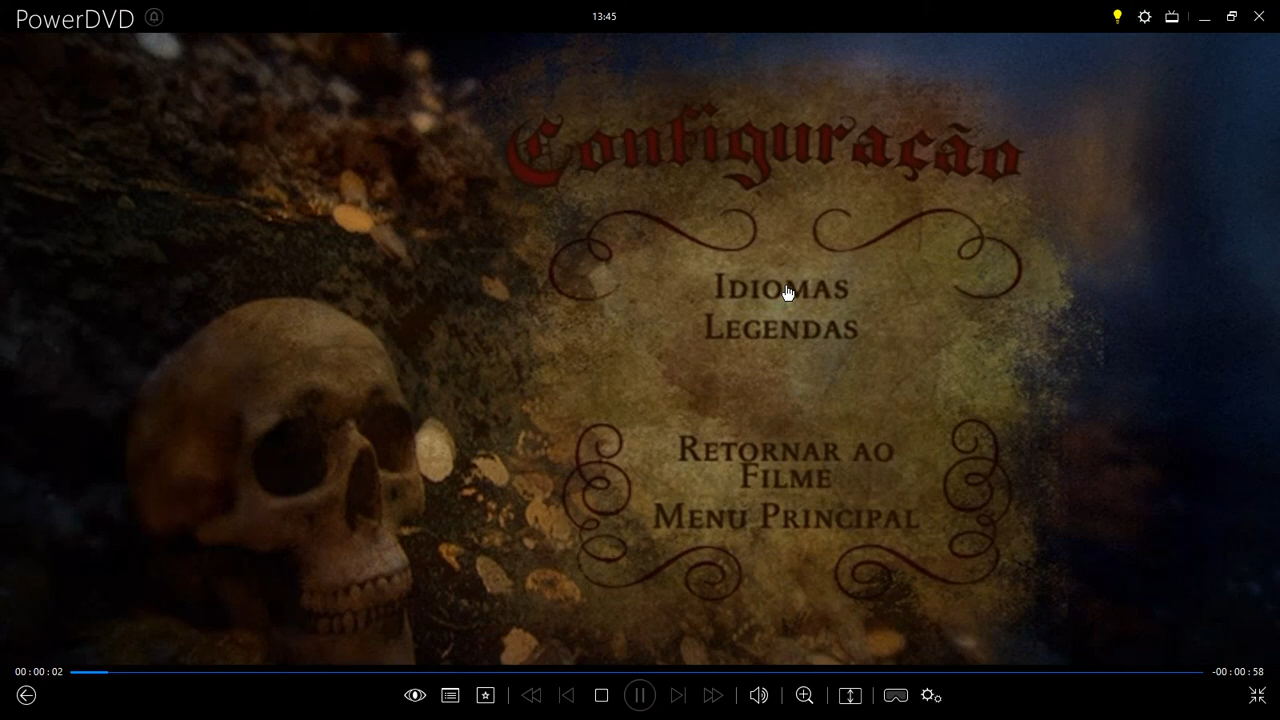 PowerDVD
13:45
Configuração
Idiomas
Legendas
Retornar ao
Filme
Menu Principal
00:00:02
-00:00:58